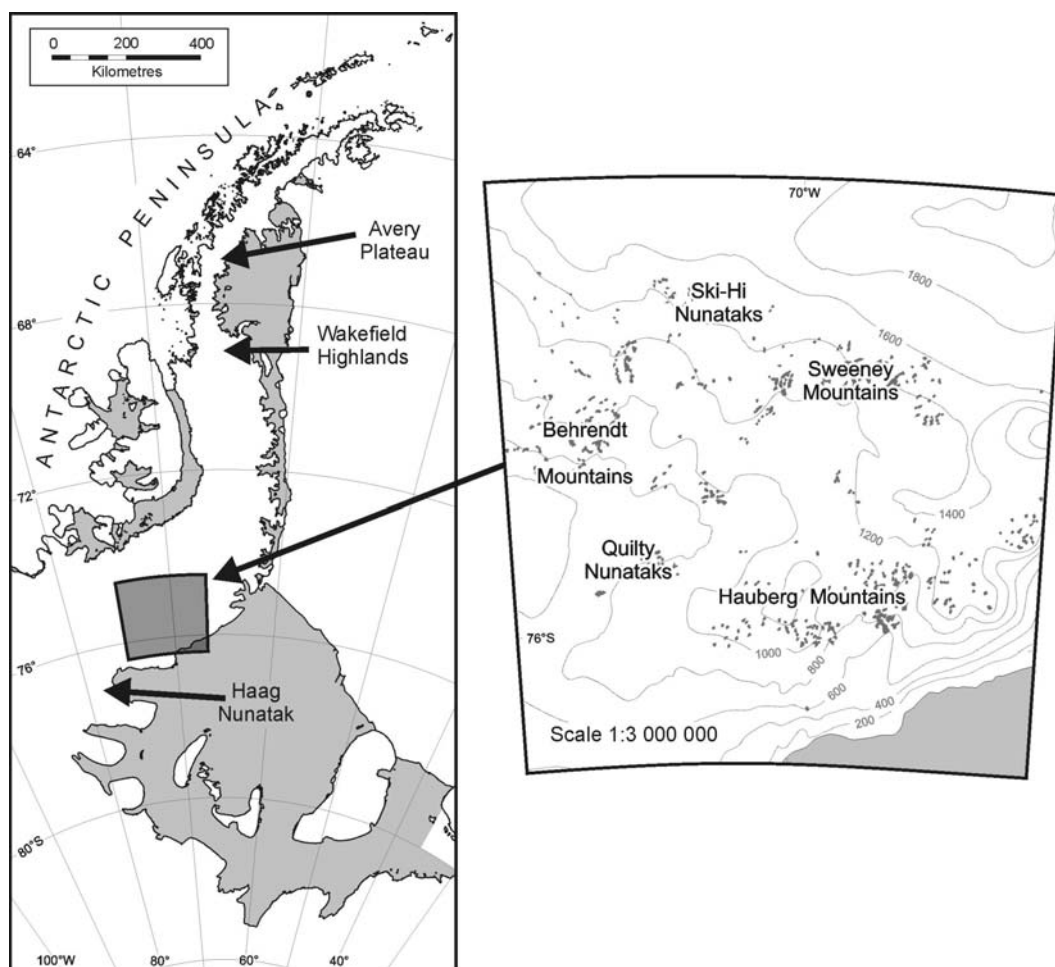 0 200 400
Kilometres
ANTARCTIC PENINSULA
64°
68°
72°
76°
80°S
100°W 80° 60° 40°
Avery
Plateau
Wakefield
Highlands
Haag
Nunatak
70°W
1800
Ski-Hi
Nunataks
1600
Sweeney
Mountains
Behrendt
Mountains
1400
1200
Quilty
Nunataks
Hauberg Mountains
76°S
1000
800
600
400
200
Scale 1:3 000 000